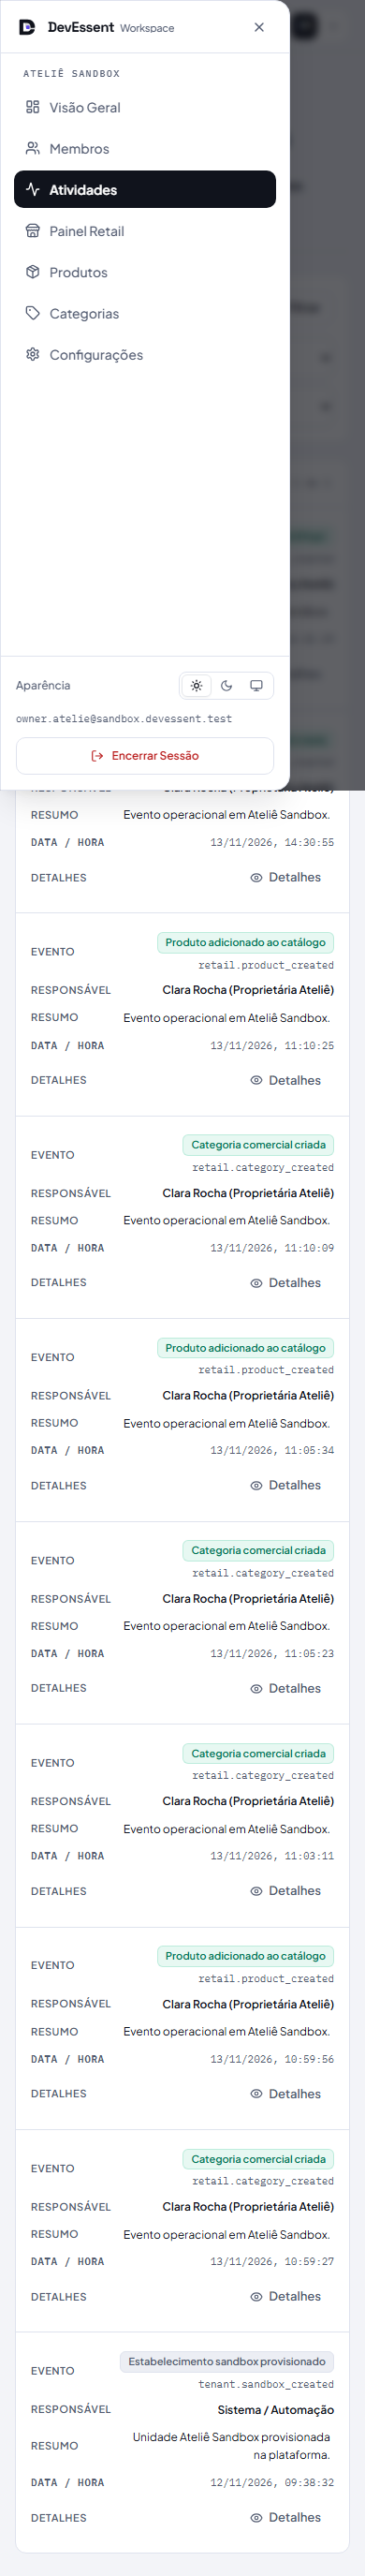 DevEssent Workspace
ATELIÊ SANDBOX
Visão Geral
Membros
Atividades
Painel Retail
Produtos
Categorias
Configurações
Aparência
owner.atelie@sandbox.devessent.test
Encerrar Sessão
RESUMO Evento operacional em Ateliê Sandbox.
DATA / HORA 13/11/2026, 14:30:55
DETALHES Detalhes
EVENTO Produto adicionado ao catálogo
retail.product_created
RESPONSÁVEL Clara Rocha (Proprietária Ateliê)
RESUMO Evento operacional em Ateliê Sandbox.
DATA / HORA 13/11/2026, 11:10:25
DETALHES Detalhes
EVENTO Categoria comercial criada
retail.category_created
RESPONSÁVEL Clara Rocha (Proprietária Ateliê)
RESUMO Evento operacional em Ateliê Sandbox.
DATA / HORA 13/11/2026, 11:10:09
DETALHES Detalhes
EVENTO Produto adicionado ao catálogo
retail.product_created
RESPONSÁVEL Clara Rocha (Proprietária Ateliê)
RESUMO Evento operacional em Ateliê Sandbox.
DATA / HORA 13/11/2026, 11:05:34
DETALHES Detalhes
EVENTO Categoria comercial criada
retail.category_created
RESPONSÁVEL Clara Rocha (Proprietária Ateliê)
RESUMO Evento operacional em Ateliê Sandbox.
DATA / HORA 13/11/2026, 11:05:23
DETALHES Detalhes
EVENTO Categoria comercial criada
retail.category_created
RESPONSÁVEL Clara Rocha (Proprietária Ateliê)
RESUMO Evento operacional em Ateliê Sandbox.
DATA / HORA 13/11/2026, 11:03:11
DETALHES Detalhes
EVENTO Produto adicionado ao catálogo
retail.product_created
RESPONSÁVEL Clara Rocha (Proprietária Ateliê)
RESUMO Evento operacional em Ateliê Sandbox.
DATA / HORA 13/11/2026, 10:59:56
DETALHES Detalhes
EVENTO Categoria comercial criada
retail.category_created
RESPONSÁVEL Clara Rocha (Proprietária Ateliê)
RESUMO Evento operacional em Ateliê Sandbox.
DATA / HORA 13/11/2026, 10:59:27
DETALHES Detalhes
EVENTO Estabelecimento sandbox provisionado
tenant.sandbox_created
RESPONSÁVEL Sistema / Automação
RESUMO Unidade Ateliê Sandbox provisionada
na plataforma.
DATA / HORA 12/11/2026, 09:38:32
DETALHES Detalhes